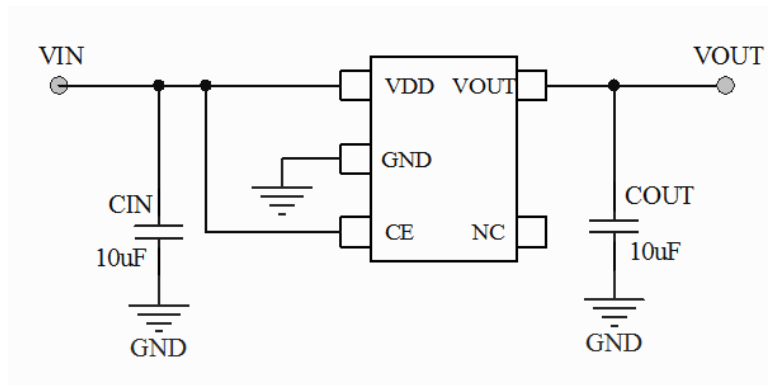 VIN
VOUT
VDD VOUT
GND
CE NC
CIN
10uF
COUT
10uF
GND
GND